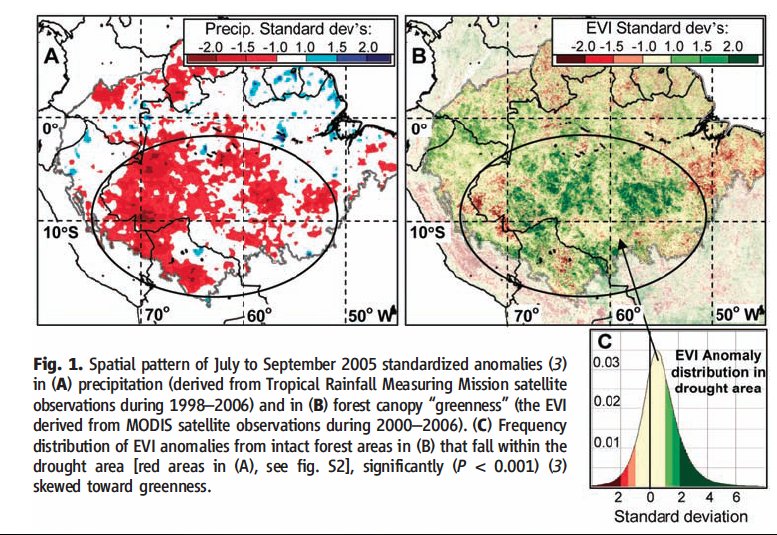 Precip. Standard dev's:
-2.0 -1.5 -1.0 1.0 1.5 2.0
A
0°
10°S
70°
60°
50° W
EVI Standard dev's:
-2.0 -1.5 -1.0 1.0 1.5 2.0
B
0°
10°S
70°
60°
50° W
Fig. 1. Spatial pattern of July to September 2005 standardized anomalies (3)
in (A) precipitation (derived from Tropical Rainfall Measuring Mission satellite
observations during 1998–2006) and in (B) forest canopy “greenness” (the EVI
derived from MODIS satellite observations during 2000–2006). (C) Frequency
distribution of EVI anomalies from intact forest areas in (B) that fall within the
drought area [red areas in (A), see fig. S2], significantly (P < 0.001) (3)
skewed toward greenness.
C
EVI Anomaly
distribution in
drought area
0.03
0.02
0.01
2 0 2 4 6
Standard deviation